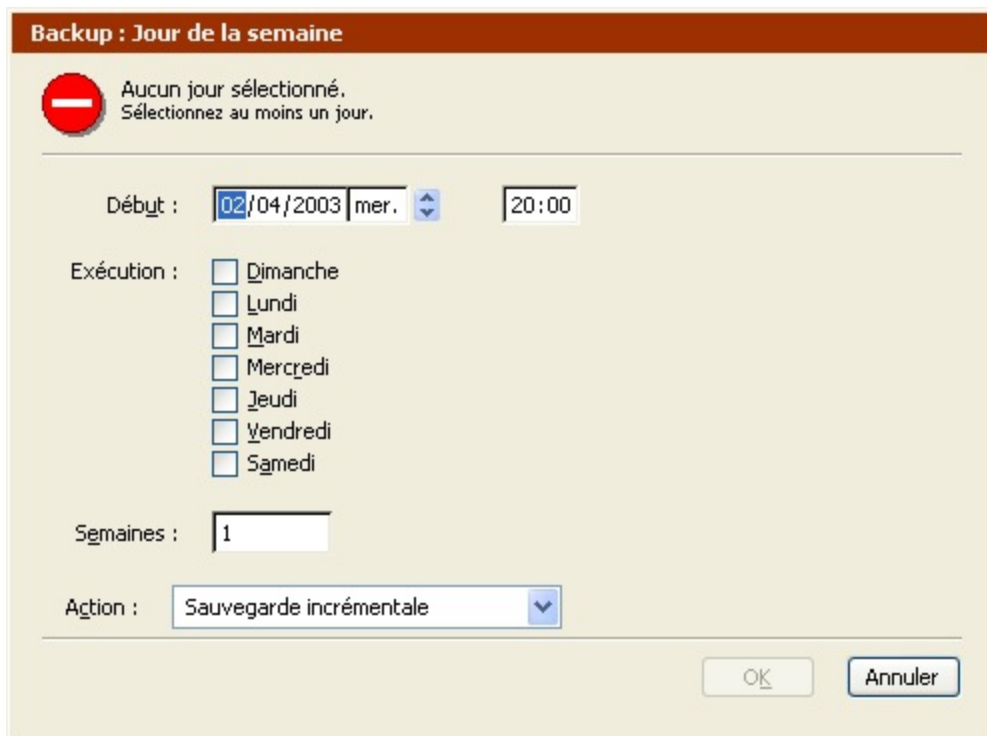 Backup : Jour de la semaine
Aucun jour sélectionné.
Sélectionnez au moins un jour.
Début : 02/04/2003 mer. 20:00
Exécution : Dimanche
Lundi
Mardi
Mercredi
Jeudi
Vendredi
Samedi
Semaines : 1
Action : Sauvegarde incrémentale
OK Annuler